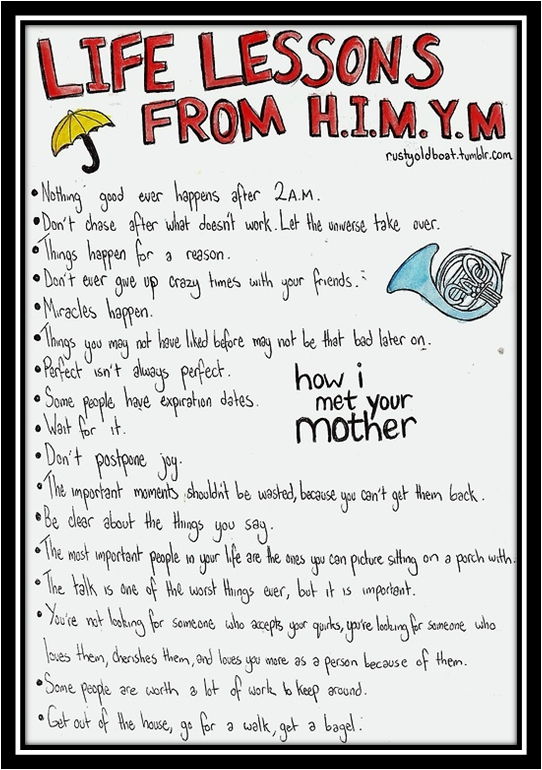 LIFE LESSONS
FROM H.I.M.Y.M
rustyoldboat.tumblr.com
• Nothing good ever happens after 2A.M.
• Don't chase after what doesn't work. Let the universe take over.
• Things happen for a reason.
• Don't ever give up crazy times with your friends.
• Miracles happen.
• Things you may not have liked before may not be that bad later on.
• Perfect isn't always perfect.
• Some people have expiration dates.
• Wait for it.
how i
met your
mother
• Don't postpone joy.
• The important moments shouldn't be wasted, because you can't get them back.
• Be clear about the things you say.
• The most important people in your life are the ones you can picture sitting on a porch with.
• The talk is one of the worst things ever, but it is important.
• You're not looking for someone who accepts your quirks, you're looking for someone who
loves them, cherishes them, and loves you more as a person because of them.
• Some people are worth a lot of work to keep around.
• Get out of the house, go for a walk, get a bagel.